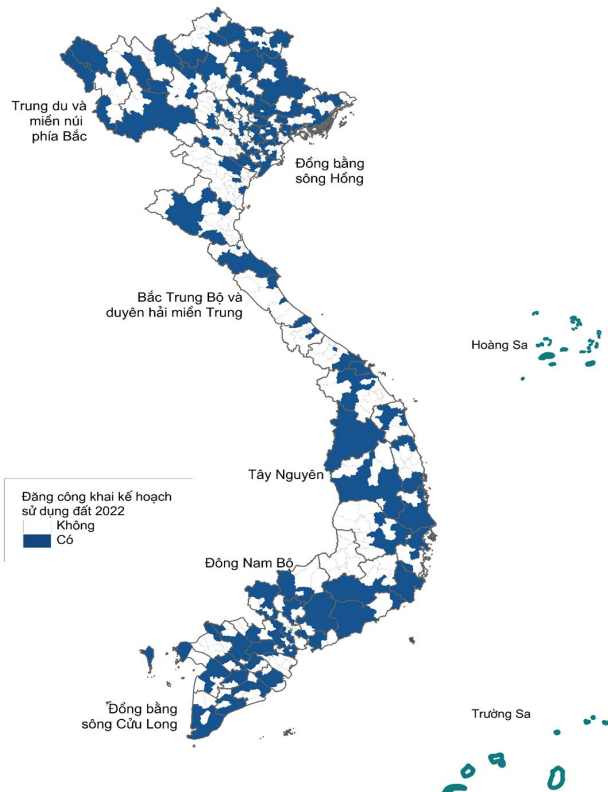 Trung du và
miền núi
phía Bắc
Đồng bằng
sông Hồng
Bắc Trung Bộ và
duyên hải miền Trung
Hoàng Sa
Tây Nguyên
Đăng công khai kế hoạch
sử dụng đất 2022
Không
Có
Đông Nam Bộ
Đồng bằng
sông Cửu Long
Trường Sa